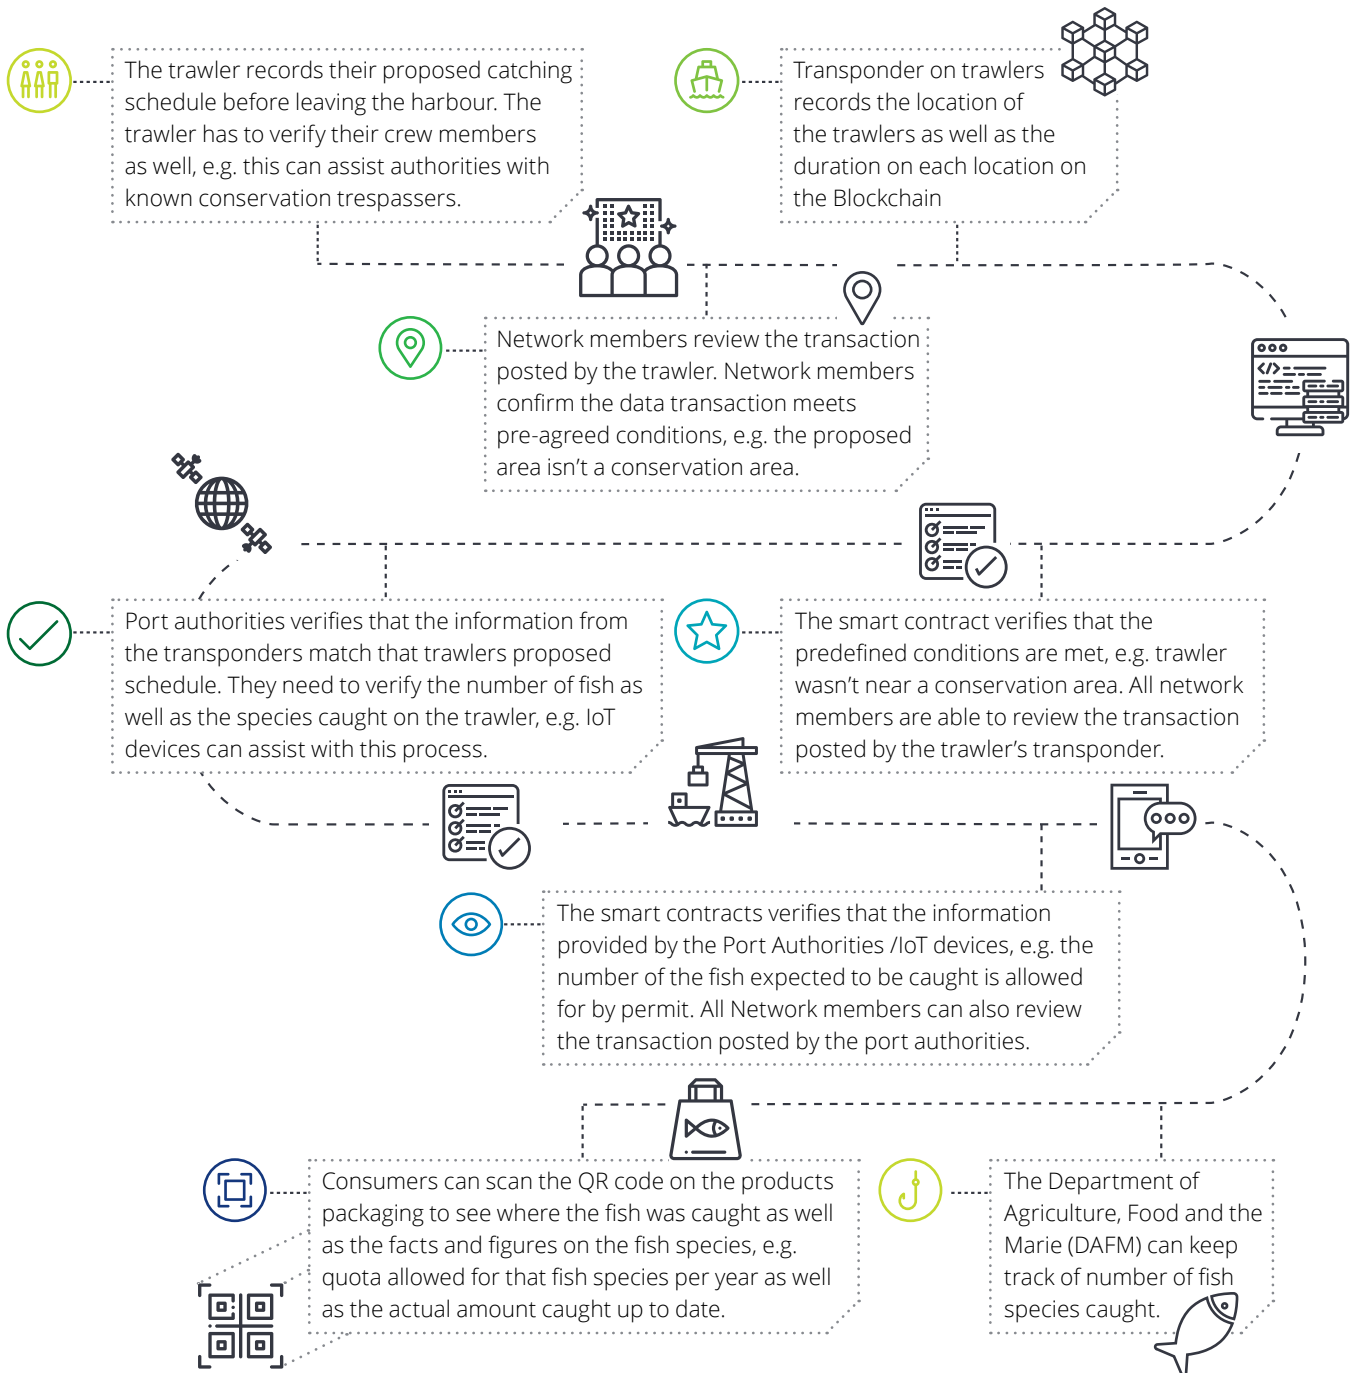 The trawler records their proposed catching
schedule before leaving the harbour. The
trawler has to verify their crew members
as well, e.g. this can assist authorities with
known conservation trespassers.
Transponder on trawlers
records the location of
the trawlers as well as the
duration on each location on
the Blockchain
Network members review the transaction
posted by the trawler. Network members
confirm the data transaction meets
pre-agreed conditions, e.g. the proposed
area isn't a conservation area.
</>
The smart contract verifies that the
predefined conditions are met, e.g. trawler
wasn't near a conservation area. All network
members are able to review the transaction
posted by the trawler's transponder.
Port authorities verifies that the information from
the transponders match that trawlers proposed
schedule. They need to verify the number of fish as
well as the species caught on the trawler, e.g. IoT
devices can assist with this process.
The smart contracts verifies that the information
provided by the Port Authorities /IoT devices, e.g. the
number of the fish expected to be caught is allowed
for by permit. All Network members can also review
the transaction posted by the port authorities.
Consumers can scan the QR code on the products
packaging to see where the fish was caught as well
as the facts and figures on the fish species, e.g.
quota allowed for that fish species per year as well
as the actual amount caught up to date.
The Department of
Agriculture, Food and the
Marie (DAFM) can keep
track of number of fish
species caught.